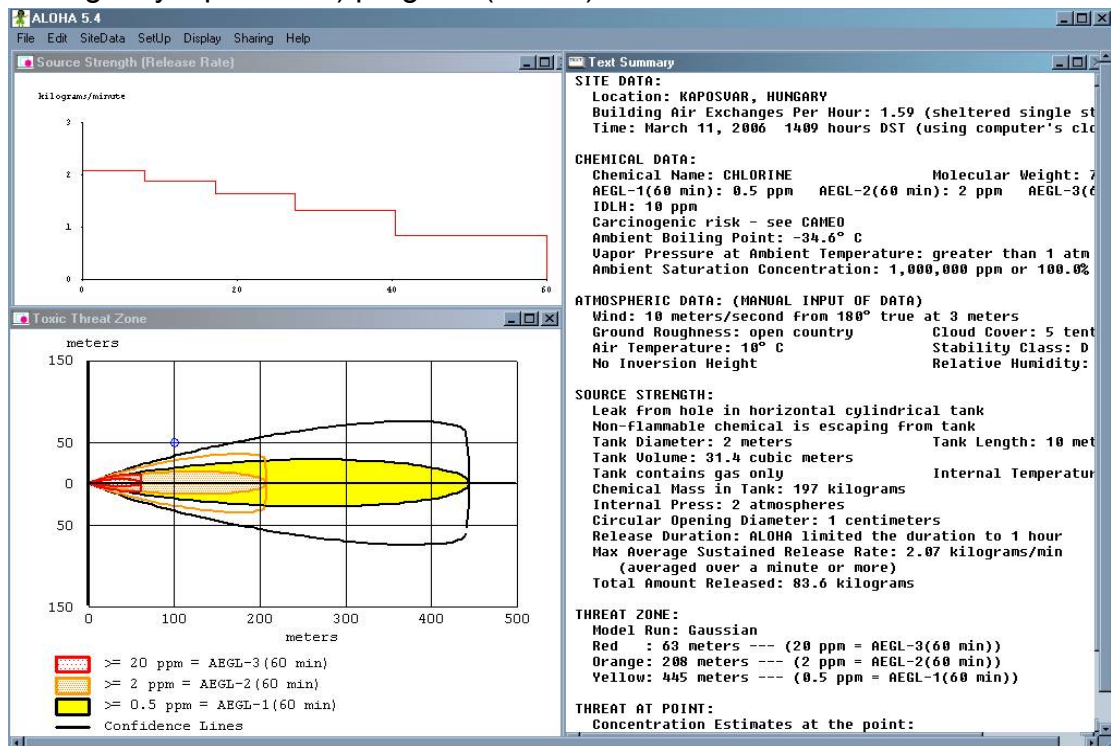 ALOHA 5.4
File Edit SiteData SetUp Display Sharing Help
Source Strength (Release Rate)
kilograms/minute
3
2
1
0
0 20 40 60
Toxic Threat Zone
meters
150
50
0
50
150
0 100 200 300 400 500
meters
>= 20 ppm = AEGL-3(60 min)
>= 2 ppm = AEGL-2(60 min)
>= 0.5 ppm = AEGL-1(60 min)
Confidence Lines
Text Summary
SITE DATA:
Location: KAPOSVAR, HUNGARY
Building Air Exchanges Per Hour: 1.59 (sheltered single st
Time: March 11, 2006 1409 hours DST (using computer's clo
CHEMICAL DATA:
Chemical Name: CHLORINE Molecular Weight: 7
AEGL-1(60 min): 0.5 ppm AEGL-2(60 min): 2 ppm AEGL-3(6
IDLH: 10 ppm
Carcinogenic risk - see CAMEO
Ambient Boiling Point: -34.6° C
Vapor Pressure at Ambient Temperature: greater than 1 atm
Ambient Saturation Concentration: 1,000,000 ppm or 100.0%
ATMOSPHERIC DATA: (MANUAL INPUT OF DATA)
Wind: 10 meters/second from 180° true at 3 meters
Ground Roughness: open country Cloud Cover: 5 tent
Air Temperature: 10° C Stability Class: D
No Inversion Height Relative Humidity:
SOURCE STRENGTH:
Leak from hole in horizontal cylindrical tank
Non-flammable chemical is escaping from tank
Tank Diameter: 2 meters Tank Length: 10 met
Tank Volume: 31.4 cubic meters
Tank contains gas only Internal Temperatur
Chemical Mass in Tank: 197 kilograms
Internal Press: 2 atmospheres
Circular Opening Diameter: 1 centimeters
Release Duration: ALOHA limited the duration to 1 hour
Max Average Sustained Release Rate: 2.07 kilograms/min
(averaged over a minute or more)
Total Amount Released: 83.6 kilograms
THREAT ZONE:
Model Run: Gaussian
Red : 63 meters --- (20 ppm = AEGL-3(60 min))
Orange: 208 meters --- (2 ppm = AEGL-2(60 min))
Yellow: 445 meters --- (0.5 ppm = AEGL-1(60 min))
THREAT AT POINT:
Concentration Estimates at the point: